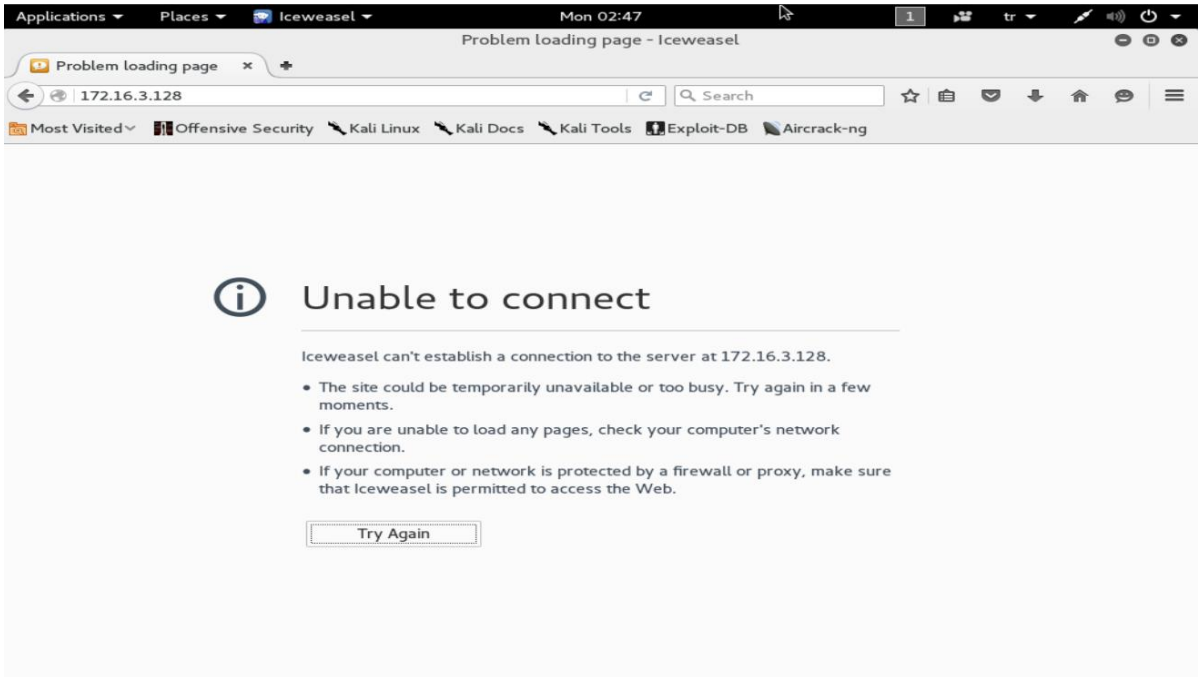 Applications Places Iceweasel Mon 02:47 1 tr
Problem loading page - Iceweasel
Problem loading page
172.16.3.128 Search
Most Visited Offensive Security Kali Linux Kali Docs Kali Tools Exploit-DB Aircrack-ng
Unable to connect
Iceweasel can't establish a connection to the server at 172.16.3.128.
• The site could be temporarily unavailable or too busy. Try again in a few
moments.
• If you are unable to load any pages, check your computer's network
connection.
• If your computer or network is protected by a firewall or proxy, make sure
that Iceweasel is permitted to access the Web.
Try Again